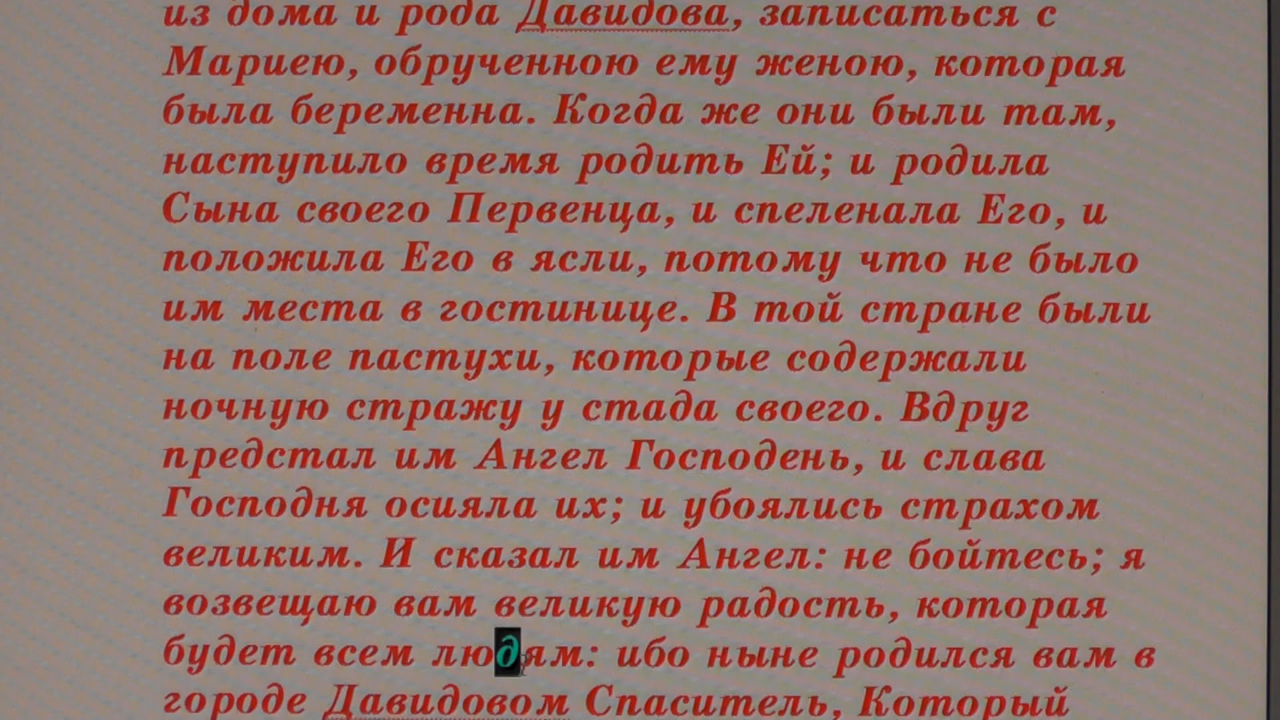 из дома и рода Давидова, записаться с
Мариею, обрученною ему женою, которая
была беременна. Когда же они были там,
наступило время родить Ей; и родила
Сына своего Первенца, и спеленала Его, и
положила Его в ясли, потому что не было
им места в гостинице. В той стране были
на поле пастухи, которые содержали
ночную стражу у стада своего. Вдруг
предстал им Ангел Господень, и слава
Господня осияла их; и убоялись страхом
великим. И сказал им Ангел: не бойтесь; я
возвещаю вам великую радость, которая
будет всем людям: ибо ныне родился вам в
городе Давидовом Спаситель, Который